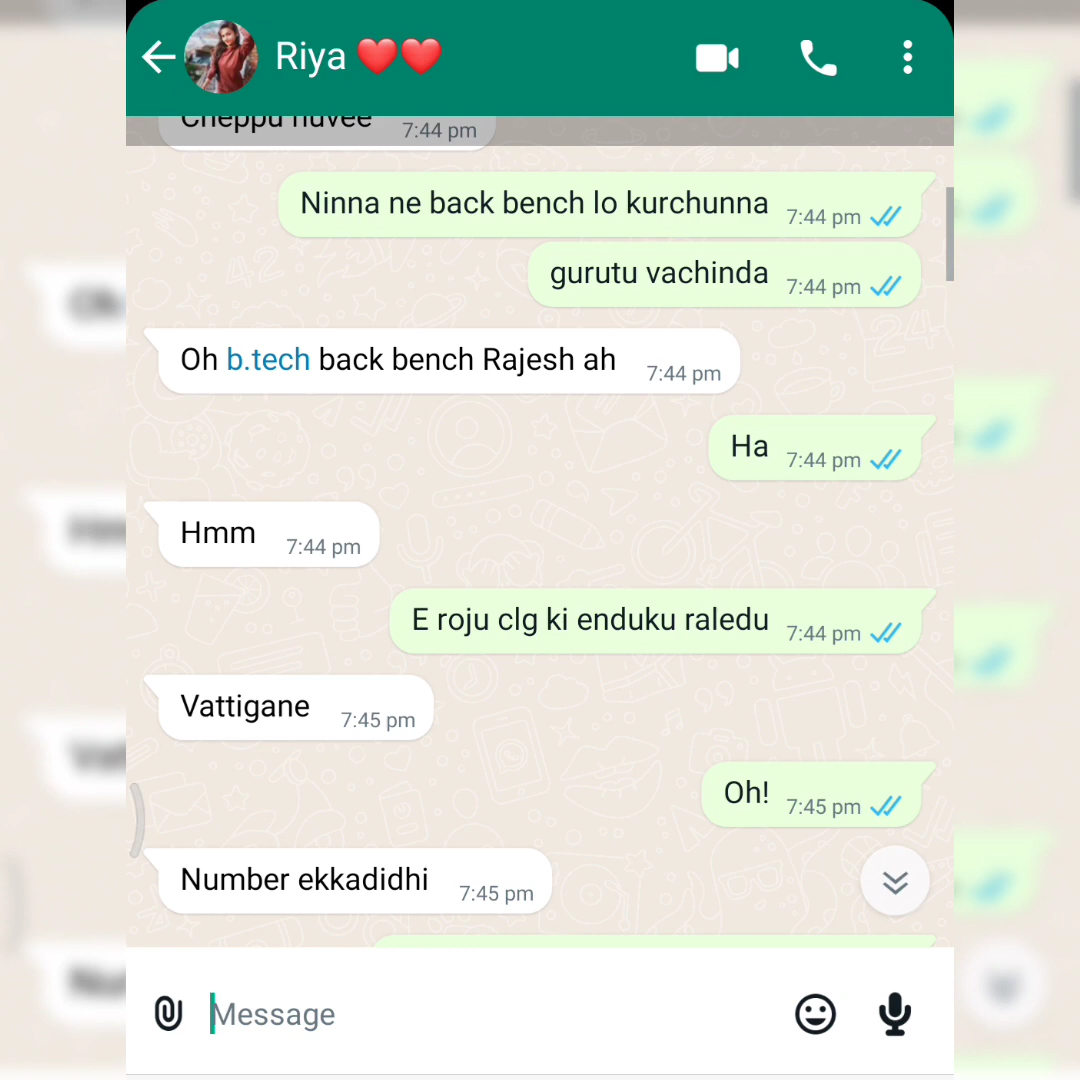 Riya ❤️❤️
Cheppu nuvee 7:44 pm
Ninna ne back bench lo kurchunna 7:44 pm
gurutu vachinda 7:44 pm
Oh b.tech back bench Rajesh ah 7:44 pm
Ha 7:44 pm
Hmm 7:44 pm
E roju clg ki enduku raledu 7:44 pm
Vattigane 7:45 pm
Oh! 7:45 pm
Number ekkadidhi 7:45 pm
Message